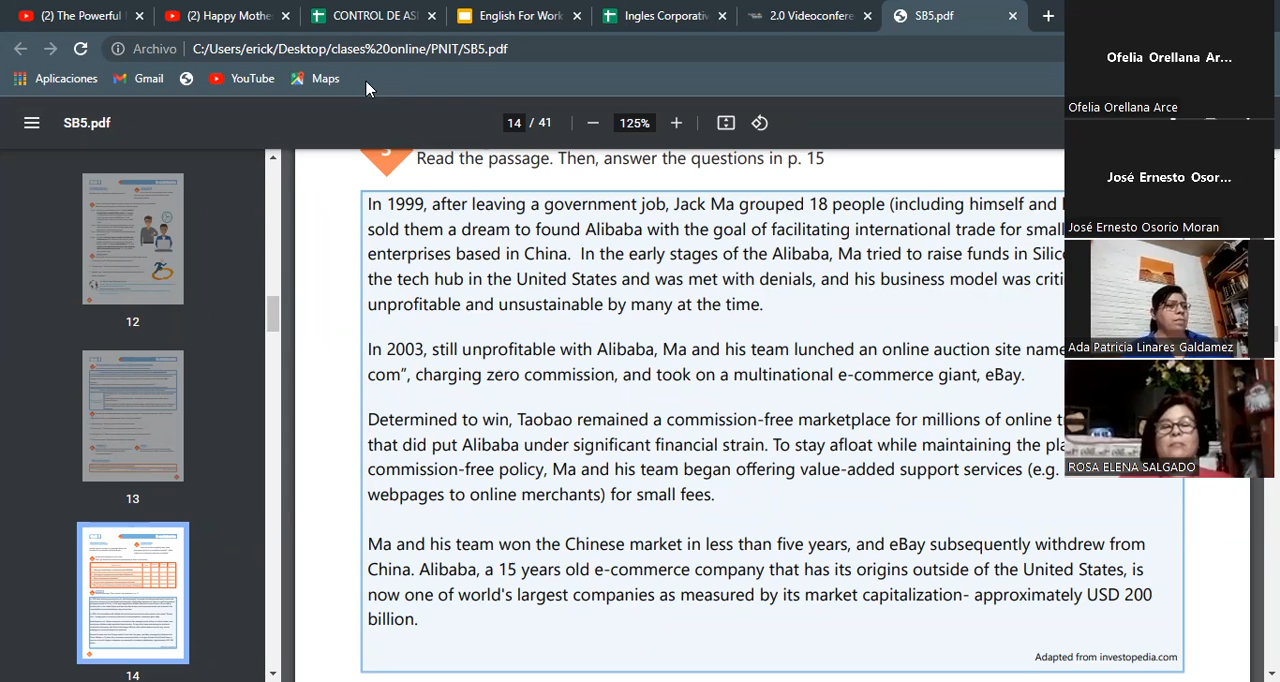 (2) The Powerful
(2) Happy Mothe
CONTROL DE AS
English For Work
Ingles Corporativ
2.0 Videoconfere
SB5.pdf
Archivo
C:/Users/erick/Desktop/clases%20online/PNIT/SB5.pdf
Aplicaciones
Gmail
YouTube
Maps
SB5.pdf
14 / 41
125%
12
13
14
Read the passage. Then, answer the questions in p. 15
In 1999, after leaving a government job, Jack Ma grouped 18 people (including himself and
sold them a dream to found Alibaba with the goal of facilitating international trade for small
enterprises based in China. In the early stages of the Alibaba, Ma tried to raise funds in Silic
the tech hub in the United States and was met with denials, and his business model was criti
unprofitable and unsustainable by many at the time.
In 2003, still unprofitable with Alibaba, Ma and his team lunched an online auction site name
com”, charging zero commission, and took on a multinational e-commerce giant, eBay.
Determined to win, Taobao remained a commission-free marketplace for millions of online t
that did put Alibaba under significant financial strain. To stay afloat while maintaining the pla
commission-free policy, Ma and his team began offering value-added support services (e.g.
webpages to online merchants) for small fees.
Ma and his team won the Chinese market in less than five years, and eBay subsequently withdrew from
China. Alibaba, a 15 years old e-commerce company that has its origins outside of the United States, is
now one of world's largest companies as measured by its market capitalization- approximately USD 200
billion.
Adapted from investopedia.com
Ofelia Orellana Ar...
Ofelia Orellana Arce
José Ernesto Osor...
José Ernesto Osorio Moran
Ada Patricia Linares Galdamez
ROSA ELENA SALGADO